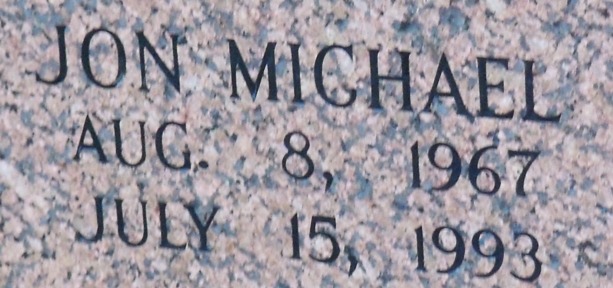 JON MICHAEL
AUG. 8, 1967
JULY 15, 1993